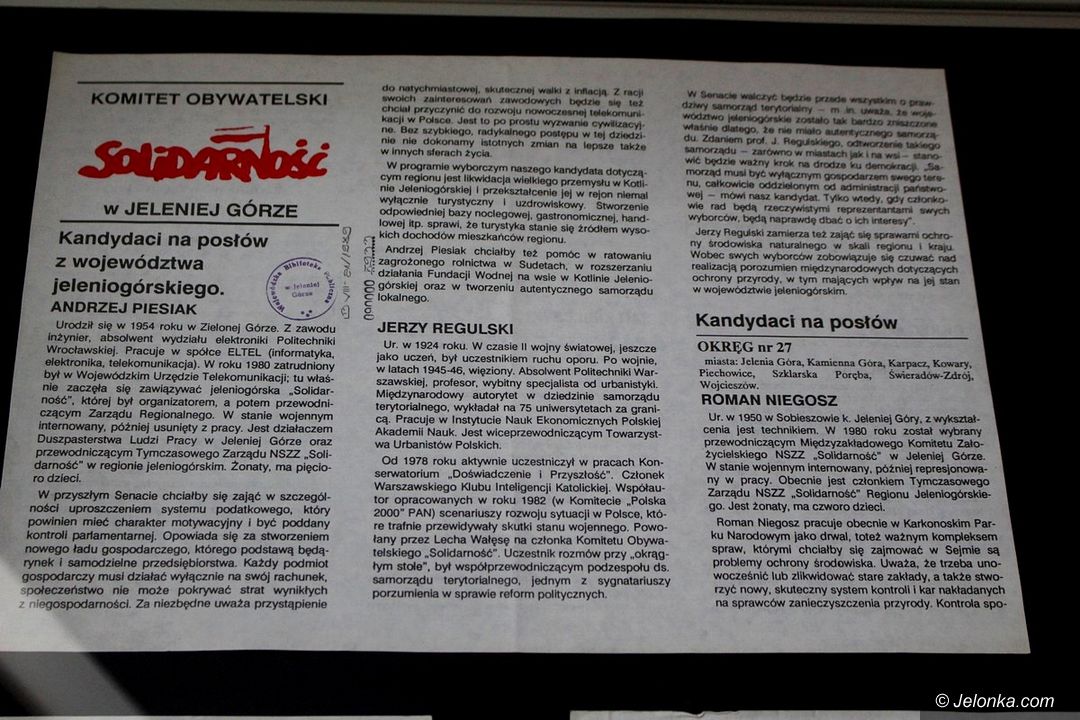 KOMITET OBYWATELSKI
SOLIDARNOŚĆ
w JELENIEJ GÓRZE
Kandydaci na posłów
z województwa
jeleniogórskiego.
Wojewódzka Biblioteka Publiczna
w Jeleniej
Górze
ANDRZEJ PIESIAK
Urodził się w 1954 roku w Zielonej Górze. Z zawodu
inżynier, absolwent wydziału elektroniki Politechniki
Wrocławskiej. Pracuje w spółce ELTEL (informatyka,
elektronika, telekomunikacja). W roku 1980 zatrudniony
był w Wojewódzkim Urzędzie Telekomunikacji; tu właś-
nie zaczęła się zawiązywać jeleniogórska „Solidar-
ność”, której był organizatorem, a potem przewodni-
czącym Zarządu Regionalnego. W stanie wojennym
internowany, później usunięty z pracy. Jest działaczem
Duszpasterstwa Ludzi Pracy w Jeleniej Górze oraz
przewodniczącym Tymczasowego Zarządu NSZZ „Soli-
darność” w regionie jeleniogórskim. Żonaty, ma pięcio-
ro dzieci.
W przyszłym Senacie chciałby się zająć w szczegól-
ności uproszczeniem systemu podatkowego, który
powinien mieć charakter motywacyjny i być poddany
kontroli parlamentarnej. Opowiada się za stworzeniem
nowego ładu gospodarczego, którego podstawą będą-
rynek i samodzielne przedsiębiorstwa. Każdy podmiot
gospodarczy musi działać wyłącznie na swój rachunek,
społeczeństwo nie może pokrywać strat wynikłych
z niegospodarności. Za niezbędne uważa przystąpienie
do natychmiastowej, skutecznej walki z inflacją. Z racji
swoich zainteresowań zawodowych będzie się też
chciał przyczynić do rozwoju nowoczesnej telekomuni-
kacji w Polsce. Jest to po prostu wyzwanie cywilizacyj-
ne. Bez szybkiego, radykalnego postępu w tej dziedzi-
nie nie dokonamy istotnych zmian na lepsze także
w innych sferach życia.
W programie wyborczym naszego kandydata dotyczą-
cym regionu jest likwidacja wielkiego przemysłu w Kotli-
nie Jeleniogórskiej i przekształcenie jej w rejon niemal
wyłącznie turystyczny i uzdrowiskowy. Stworzenie
odpowiedniej bazy noclegowej, gastronomicznej, hand-
lowej itp. sprawi, że turystyka stanie się źródłem wyso-
kich dochodów mieszkańców regionu.
Andrzej Piesiak chciałby też pomóc w ratowaniu
zagrożonego rolnictwa w Sudetach, w rozszerzaniu
działania Fundacji Wodnej na wsie w Kotlinie Jelenio-
górskiej oraz w tworzeniu autentycznego samorządu
lokalnego.
JERZY REGULSKI
Ur. w 1924 roku. W czasie II wojny światowej, jeszcze
jako uczeń, był uczestnikiem ruchu oporu. Po wojnie,
w latach 1945-46, więziony. Absolwent Politechniki War-
szawskiej, profesor, wybitny specjalista od urbanistyki.
Międzynarodowy autorytet w dziedzinie samorządu
terytorialnego, wykładał na 75 uniwersytetach za grani-
cą. Pracuje w Instytucie Nauk Ekonomicznych Polskiej
Akademii Nauk. Jest wiceprzewodniczącym Towarzyst-
wa Urbanistów Polskich.
Od 1978 roku aktywnie uczestniczył w pracach Kon-
serwatorium „Doświadczenie i Przyszłość”. Członek
Warszawskiego Klubu Inteligencji Katolickiej. Współau-
tor opracowanych w roku 1982 (w Komitecie „Polska
2000” PAN) scenariuszy rozwoju sytuacji w Polsce, któ-
re trafnie przewidywały skutki stanu wojennego. Powo-
łany przez Lecha Wałęsę na członka Komitetu Obywa-
telskiego „Solidarność”. Uczestnik rozmów przy „okrąg-
łym stole”, był współprzewodniczącym podzespołu ds.
samorządu terytorialnego, jednym z sygnatariuszy
porzumienia w sprawie reform politycznych.
W Senacie walczyć będzie przede wszystkim o praw-
dziwy samorząd terytorialny – m. in. uważa, że woje-
wództwo jeleniogórskie zostało tak bardzo zniszczone
właśnie dlatego, że nie miało autentycznego samorzą-
du. Zdaniem prof. J. Regulskiego, odtworzenie takiego
samorządu – zarówno w miastach jak i na wsi – stano-
wić będzie ważny krok na drodze ku demokracji. „Sa-
morząd musi być wyłącznym gospodarzem swego tere-
nu, całkowicie oddzielonym od administracji państwo-
wej – mówi nasz kandydat. Tylko wtedy, gdy członko-
wie rad będą rzeczywistymi reprezentantami swych
wyborców, będą naprawdę dbać o ich interesy”.
Jerzy Regulski zamierza też zająć się sprawami ochro-
ny środowiska naturalnego w skali regionu i kraju.
Wobec swych wyborców zobowiązuje się czuwać nad
realizacją porozumien międzynarodowych dotyczących
ochrony przyrody, w tym mających wpływ na jej stan
w województwie jeleniogórskim.
Kandydaci na posłów
OKRĘG nr 27
miasta: Jelenia Góra, Kamienna Góra, Karpacz, Kowary,
Piechowice, Szklarska Poręba, Świeradów-Zdrój,
Wojcieszów.
ROMAN NIEGOSZ
Ur. w 1950 w Sobieszowie k. Jeleniej Góry, z wykształ-
cenia jest technikiem. W 1980 roku został wybrany
przewodniczącym Międzyzakładowego Komitetu Zało-
życielskiego NSZZ „Solidarność” w Jeleniej Górze.
W stanie wojennym internowany, później represjonowa-
ny w pracy. Obecnie jest członkiem Tymczasowego
Zarządu NSZZ „Solidarność” Regionu Jeleniogórskie-
go. Jest żonaty, ma czworo dzieci.
Roman Niegosz pracuje obecnie w Karkonoskim Par-
ku Narodowym jako drwal, toteż ważnym kompleksem
spraw, którymi chciałby się zajmować w Sejmie są
problemy ochrony środowiska. Uważa, że trzeba uno-
wocześnić lub zlikwidować stare zakłady, a także stwo-
rzyć nowy, skuteczny system kontroli i kar nakładanych
na sprawców zanieczyszczenia przyrody. Kontrola spo-
© Jelonka.com